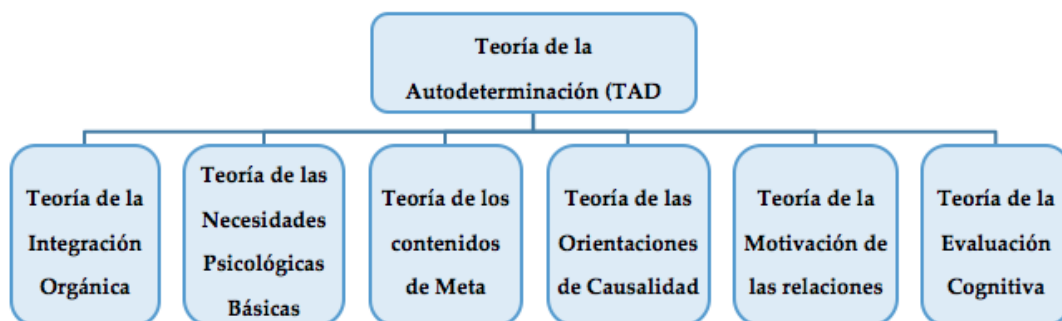 Teoría de la
Autodeterminación (TAD
Teoría de la
Integración
Orgánica
Teoría de las
Necesidades
Psicológicas
Básicas
Teoría de los
contenidos
de Meta
Teoría de las
Orientaciones
de Causalidad
Teoría de la
Motivación de
las relaciones
Teoría de la
Evaluación
Cognitiva